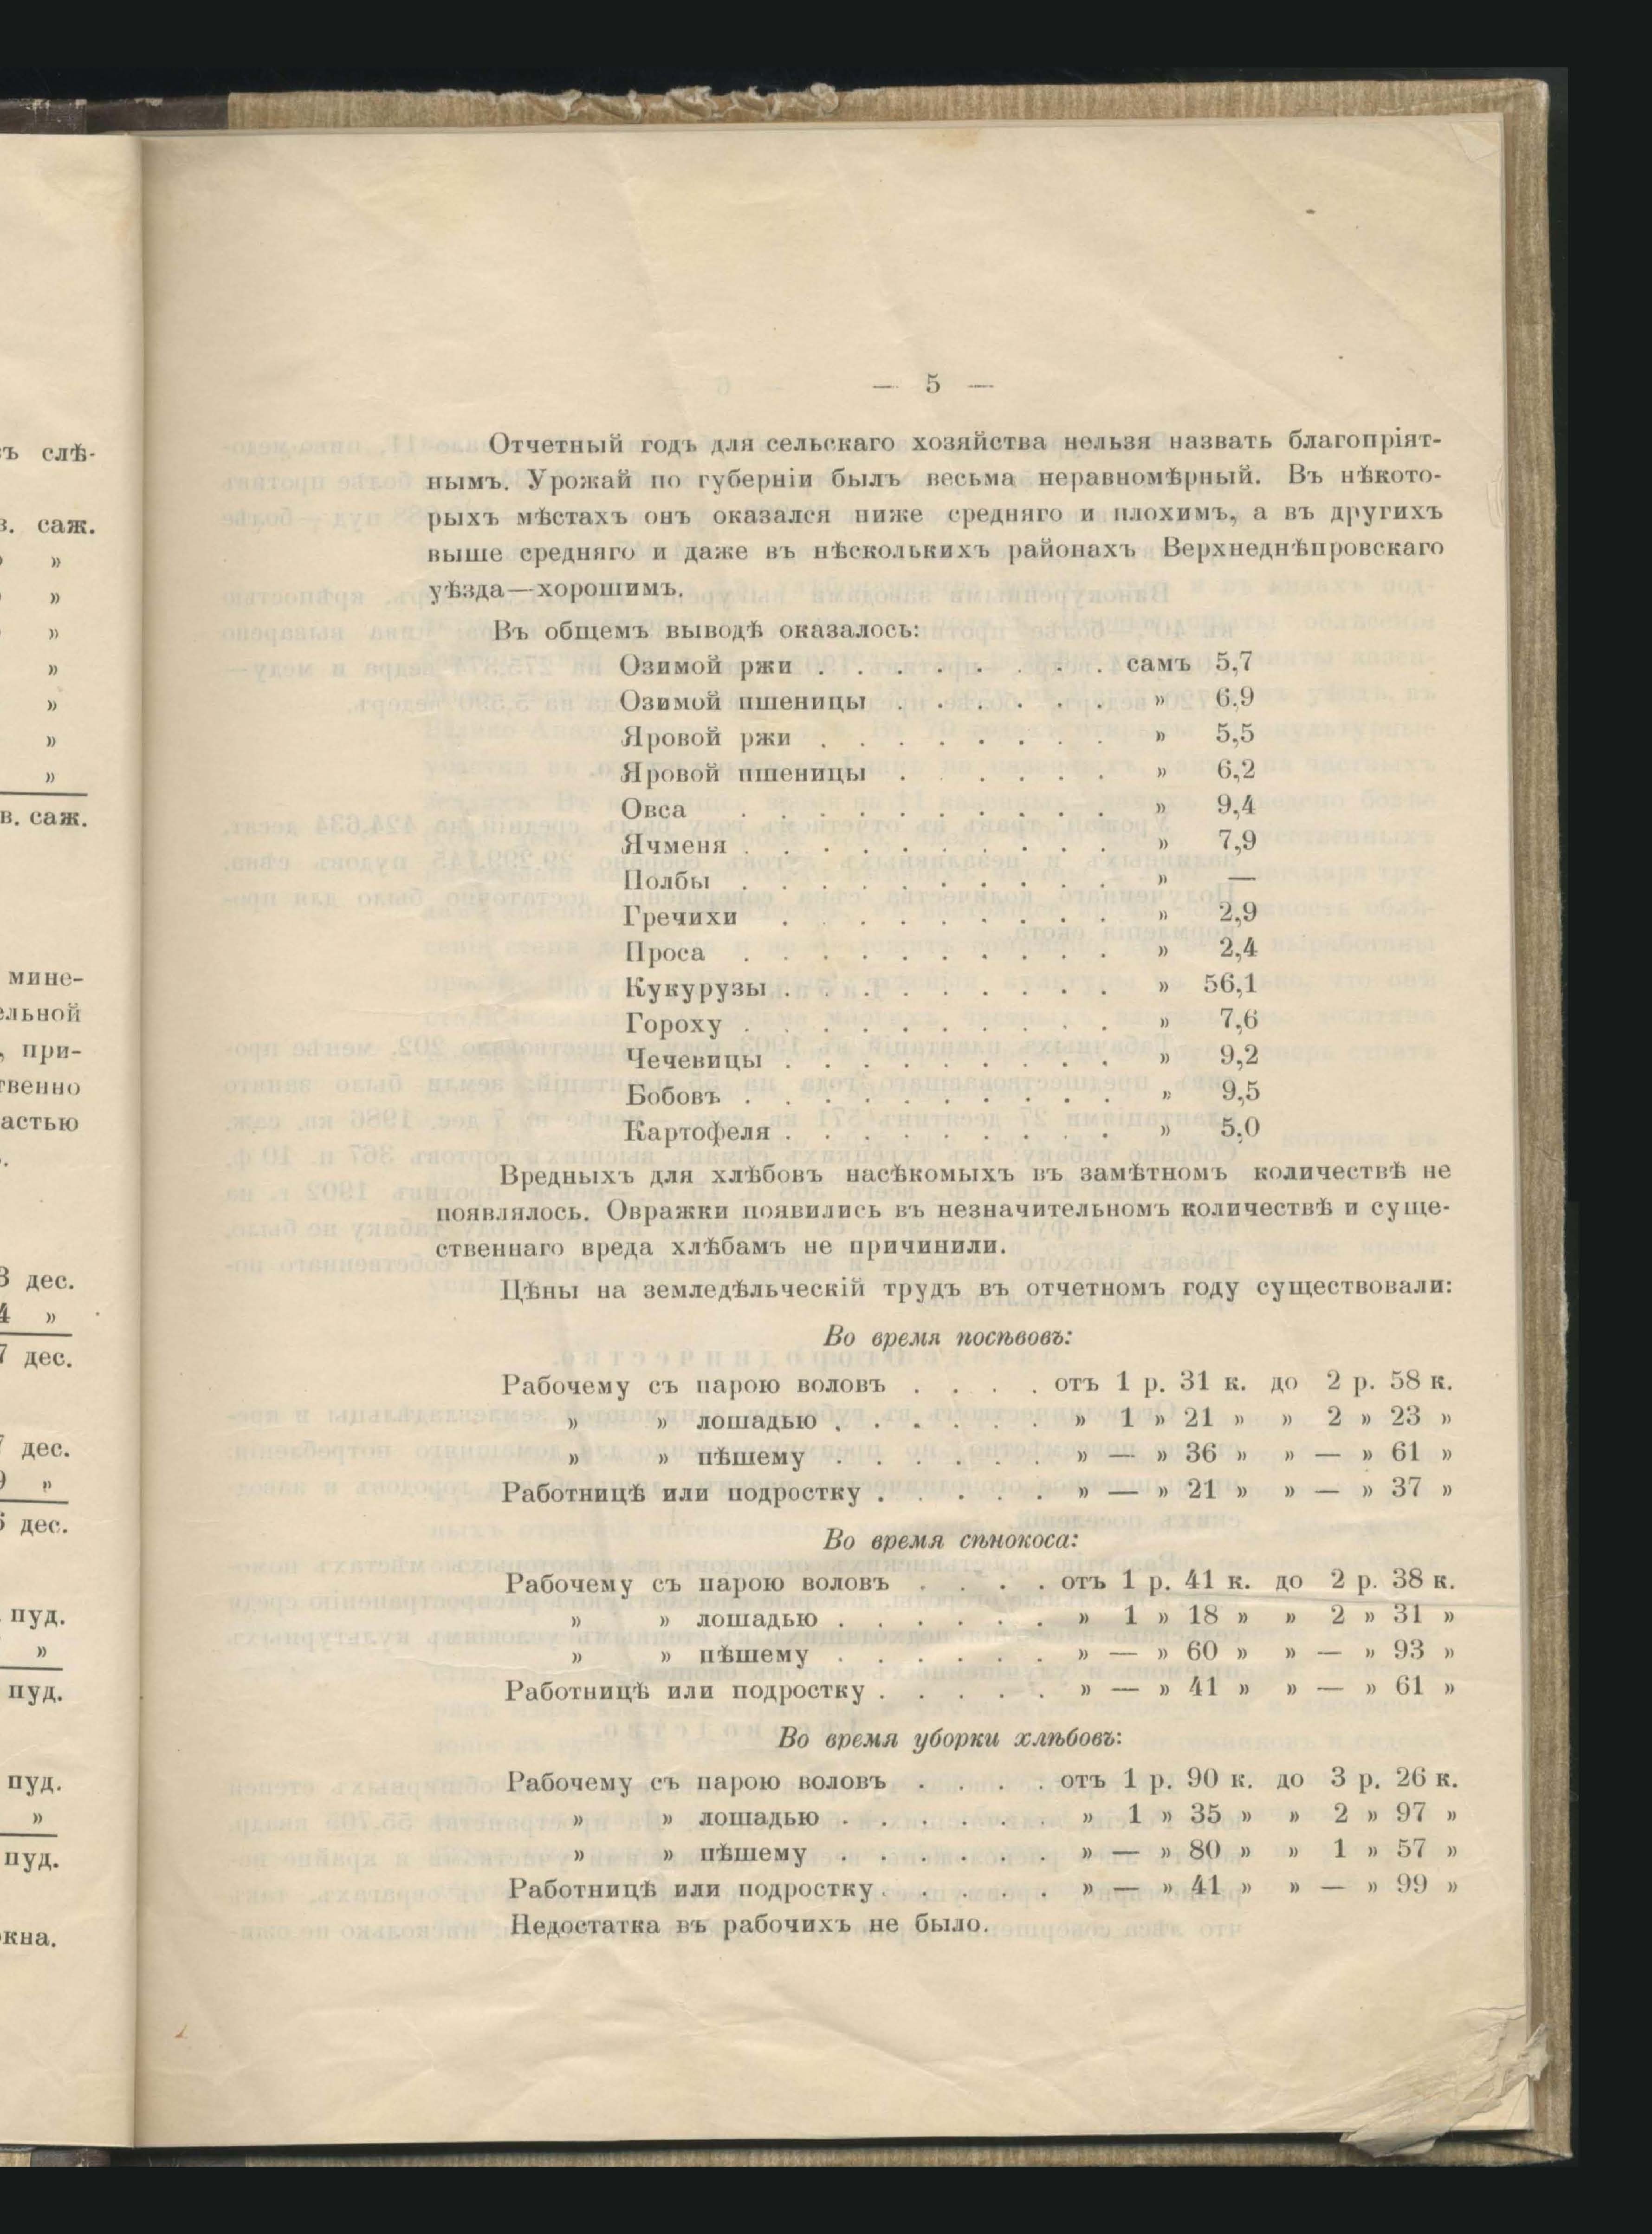 — 5 —
Отчетный годъ для сельскаго хозяйства нельзя назвать благопріят-
нымъ. Урожай по губерніи былъ весьма неравномѣрный. Въ нѣкото-
рыхъ мѣстахъ онъ оказался ниже средняго и плохимъ, а въ другихъ
выше средняго и даже въ нѣсколькихъ районахъ Верхнеднѣпровскаго
уѣзда—хорошимъ.
Въ общемъ выводѣ оказалось:
Озимой ржи . . . . . . . . самъ 5,7
Озимой пшеницы . . . . . . » 6,9
Яровой ржи . . . . . . . . » 5,5
Яровой пшеницы . . . . . . » 6,2
Овса . . . . . . . . . . » 9,4
Ячменя . . . . . . . . . . » 7,9
Полбы . . . . . . . . . . » —
Гречихи . . . . . . . . . » 2,9
Проса . . . . . . . . . . » 2,4
Кукурузы . . . . . . . . . » 56,1
Гороху . . . . . . . . . . » 7,6
Чечевицы . . . . . . . . . » 9,2
Бобовъ . . . . . . . . . . » 9,5
Картофеля . . . . . . . . . » 5,0
Вредныхъ для хлѣбовъ насѣкомыхъ въ замѣтномъ количествѣ не
появлялось. Овражки появились въ незначительномъ количествѣ и суще-
ственнаго вреда хлѣбамъ не причинили.
Цѣны на земледѣльческій трудъ въ отчетномъ году существовали:
Во время посѣвовъ:
Рабочему съ парою воловъ . . . . отъ 1 р. 31 к. до 2 р. 58 к.
» » лошадью . . . . . . » 1 » 21 » » 2 » 23 »
» » пѣшему . . . . . . » — » 36 » » — » 61 »
Работницѣ или подростку . . . . . » — » 21 » » — » 37 »
Во время сѣнокоса:
Рабочему съ парою воловъ . . . . отъ 1 р. 41 к. до 2 р. 38 к.
» » лошадью . . . . . . » 1 » 18 » » 2 » 31 »
» » пѣшему . . . . . . » — » 60 » » — » 93 »
Работницѣ или подростку . . . . . » — » 41 » » — » 61 »
Во время уборки хлѣбовъ:
Рабочему съ парою воловъ . . . . отъ 1 р. 90 к. до 3 р. 26 к.
» » лошадью . . . . . . » 1 » 35 » » 2 » 97 »
» » пѣшему . . . . . . » — » 80 » » 1 » 57 »
Работницѣ или подростку . . . . . » — » 41 » » — » 99 »
Недостатка въ рабочихъ не было.